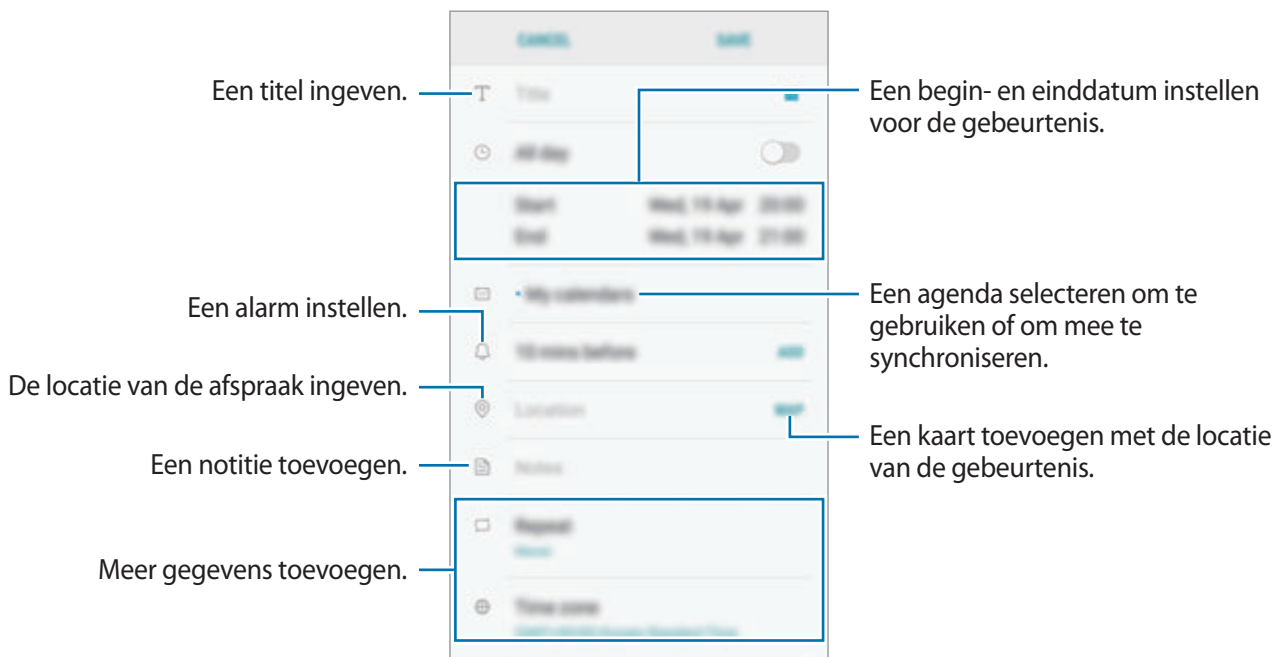 CANCEL SAVE
Een titel ingeven.
Title
Een begin- en einddatum instellen
voor de gebeurtenis.
All day
Start Wed, 19 Apr 20:00
End Wed, 19 Apr 21:00
Een alarm instellen.
My calendars
Een agenda selecteren om te
gebruiken of om mee te
synchroniseren.
10 mins before ADD
De locatie van de afspraak ingeven.
Location MAP
Een kaart toevoegen met de locatie
van de gebeurtenis.
Een notitie toevoegen.
Notes
Meer gegevens toevoegen.
Repeat
Never
Time zone